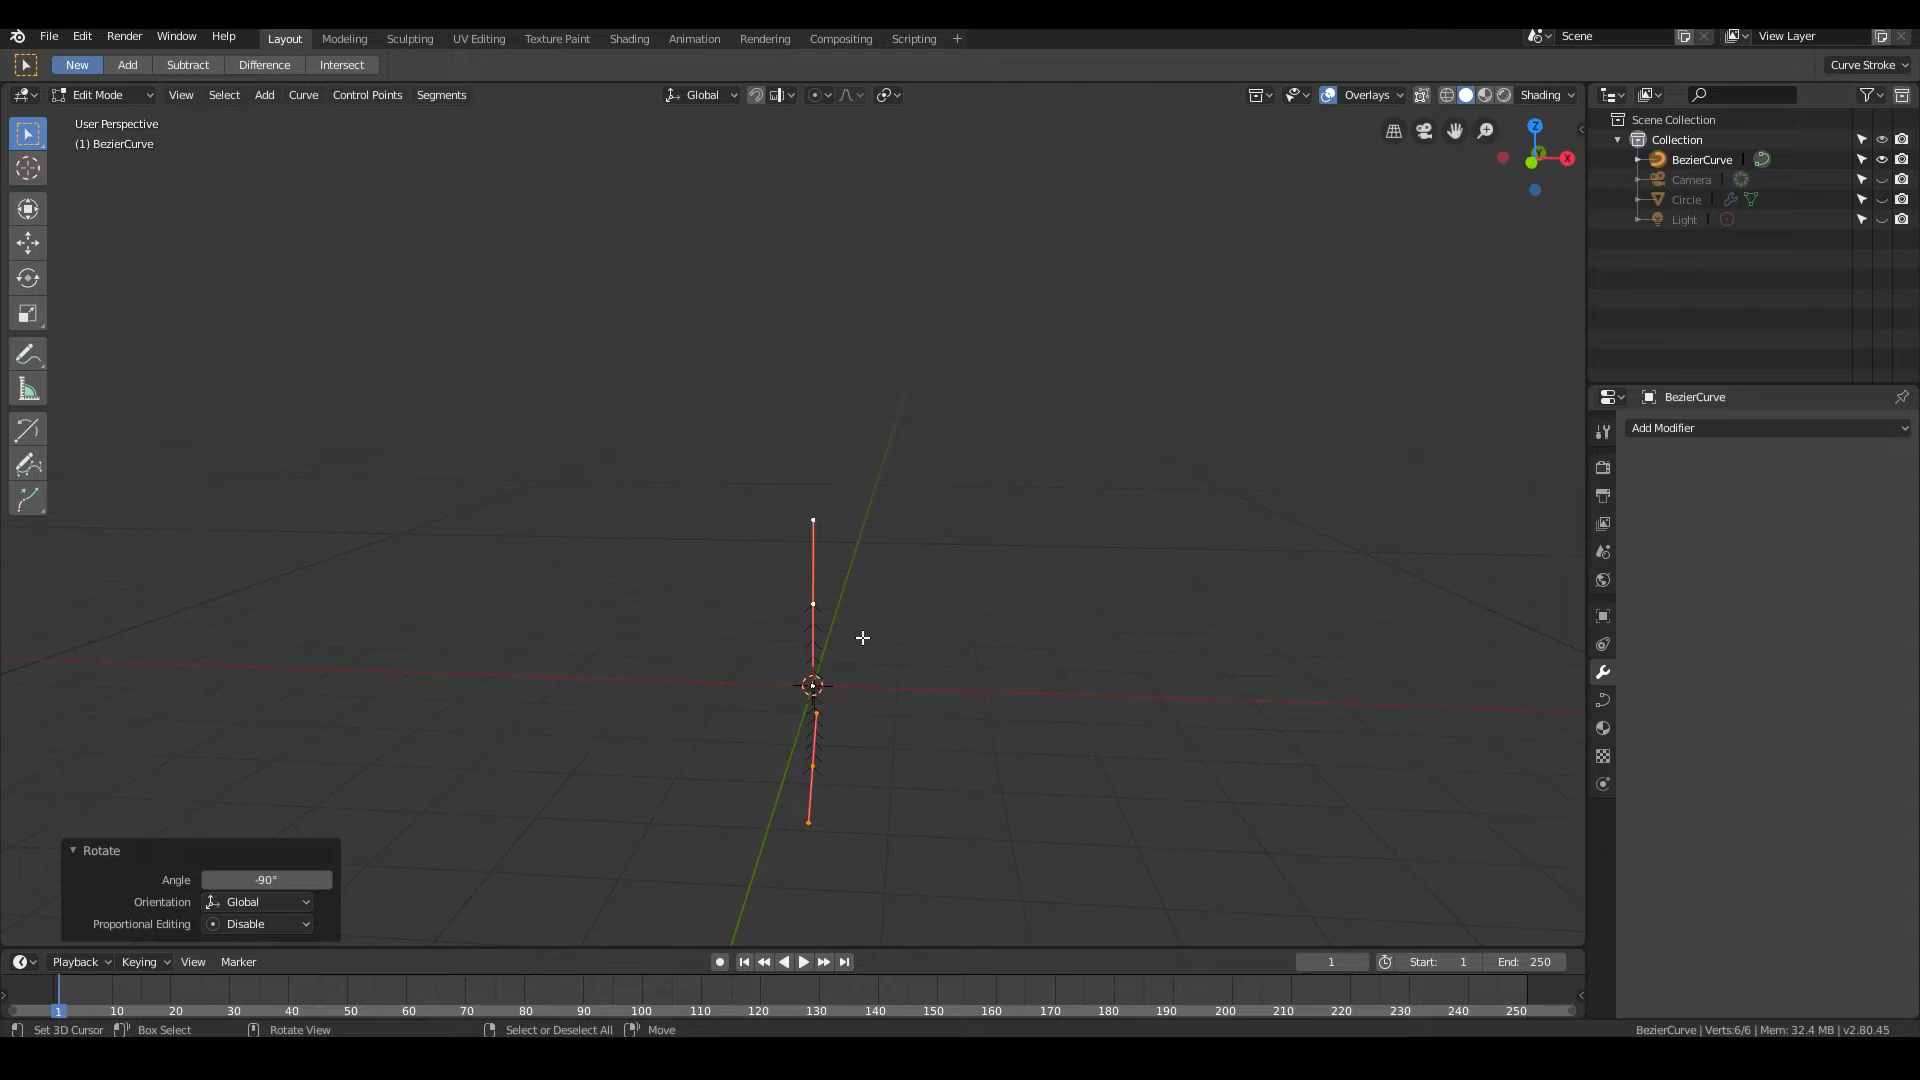 File Edit Render Window Help Layout Modeling Sculpting UV Editing Texture Paint Shading Animation Rendering Compositing Scripting + Scene View Layer
New Add Subtract Difference Intersect Curve Stroke
Edit Mode View Select Add Curve Control Points Segments Global Overlays Shading
User Perspective
(1) BezierCurve
Z
Y
X
Scene Collection
Collection
BezierCurve
Camera
Circle
Light
BezierCurve
Add Modifier
Rotate
Angle -90°
Orientation Global
Proportional Editing Disable
Playback Keying View Marker 1 Start: 1 End: 250
1 10 20 30 40 50 60 70 80 90 100 110 120 130 140 150 160 170 180 190 200 210 220 230 240 250
Set 3D Cursor Box Select Rotate View Select or Deselect All Move BezierCurve | Verts:6/6 | Mem: 32.4 MB | v2.80.45